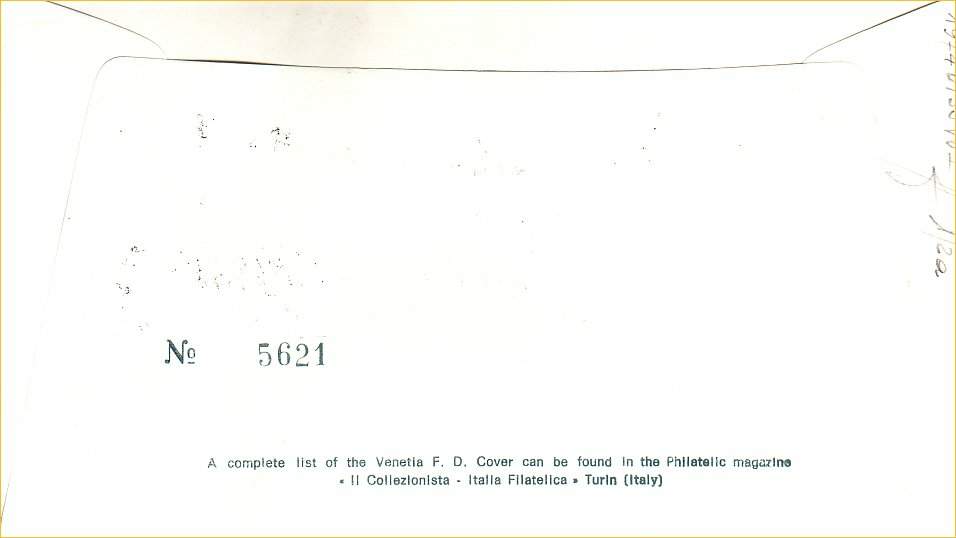 № 5621
A complete list of the Venetia F. D. Cover can be found in the Philatelic magazine
« Il Collezionista - Italia Filatelica » Turin (Italy)